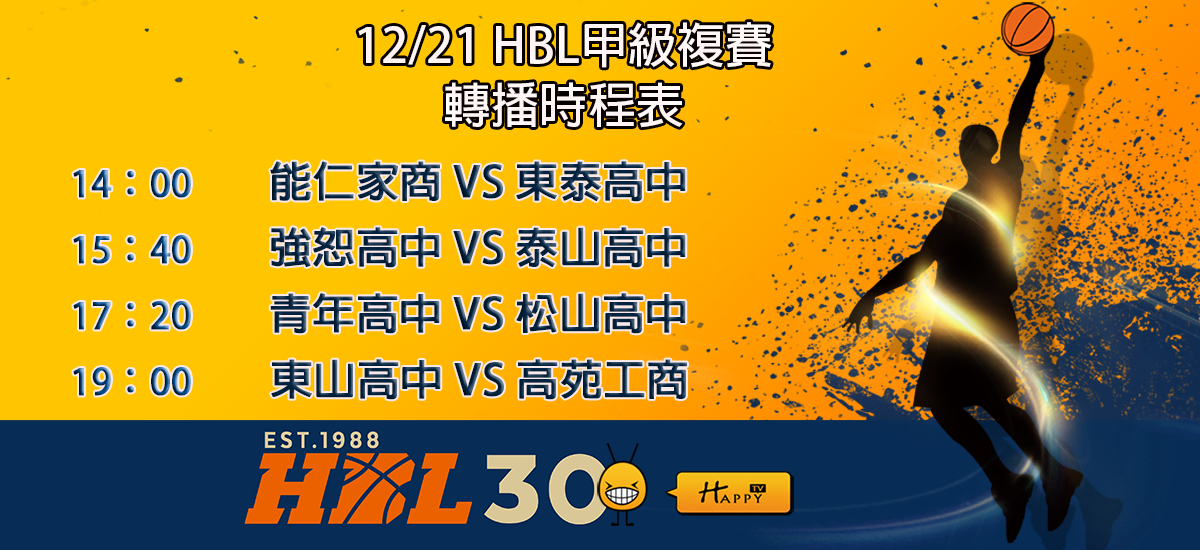 12/21 HBL甲級複賽
轉播時程表
14：00 能仁家商 VS 東泰高中
15：40 強恕高中 VS 泰山高中
17：20 青年高中 VS 松山高中
19：00 東山高中 VS 高苑工商
EST.1988
HBL 30
HAPPY TV